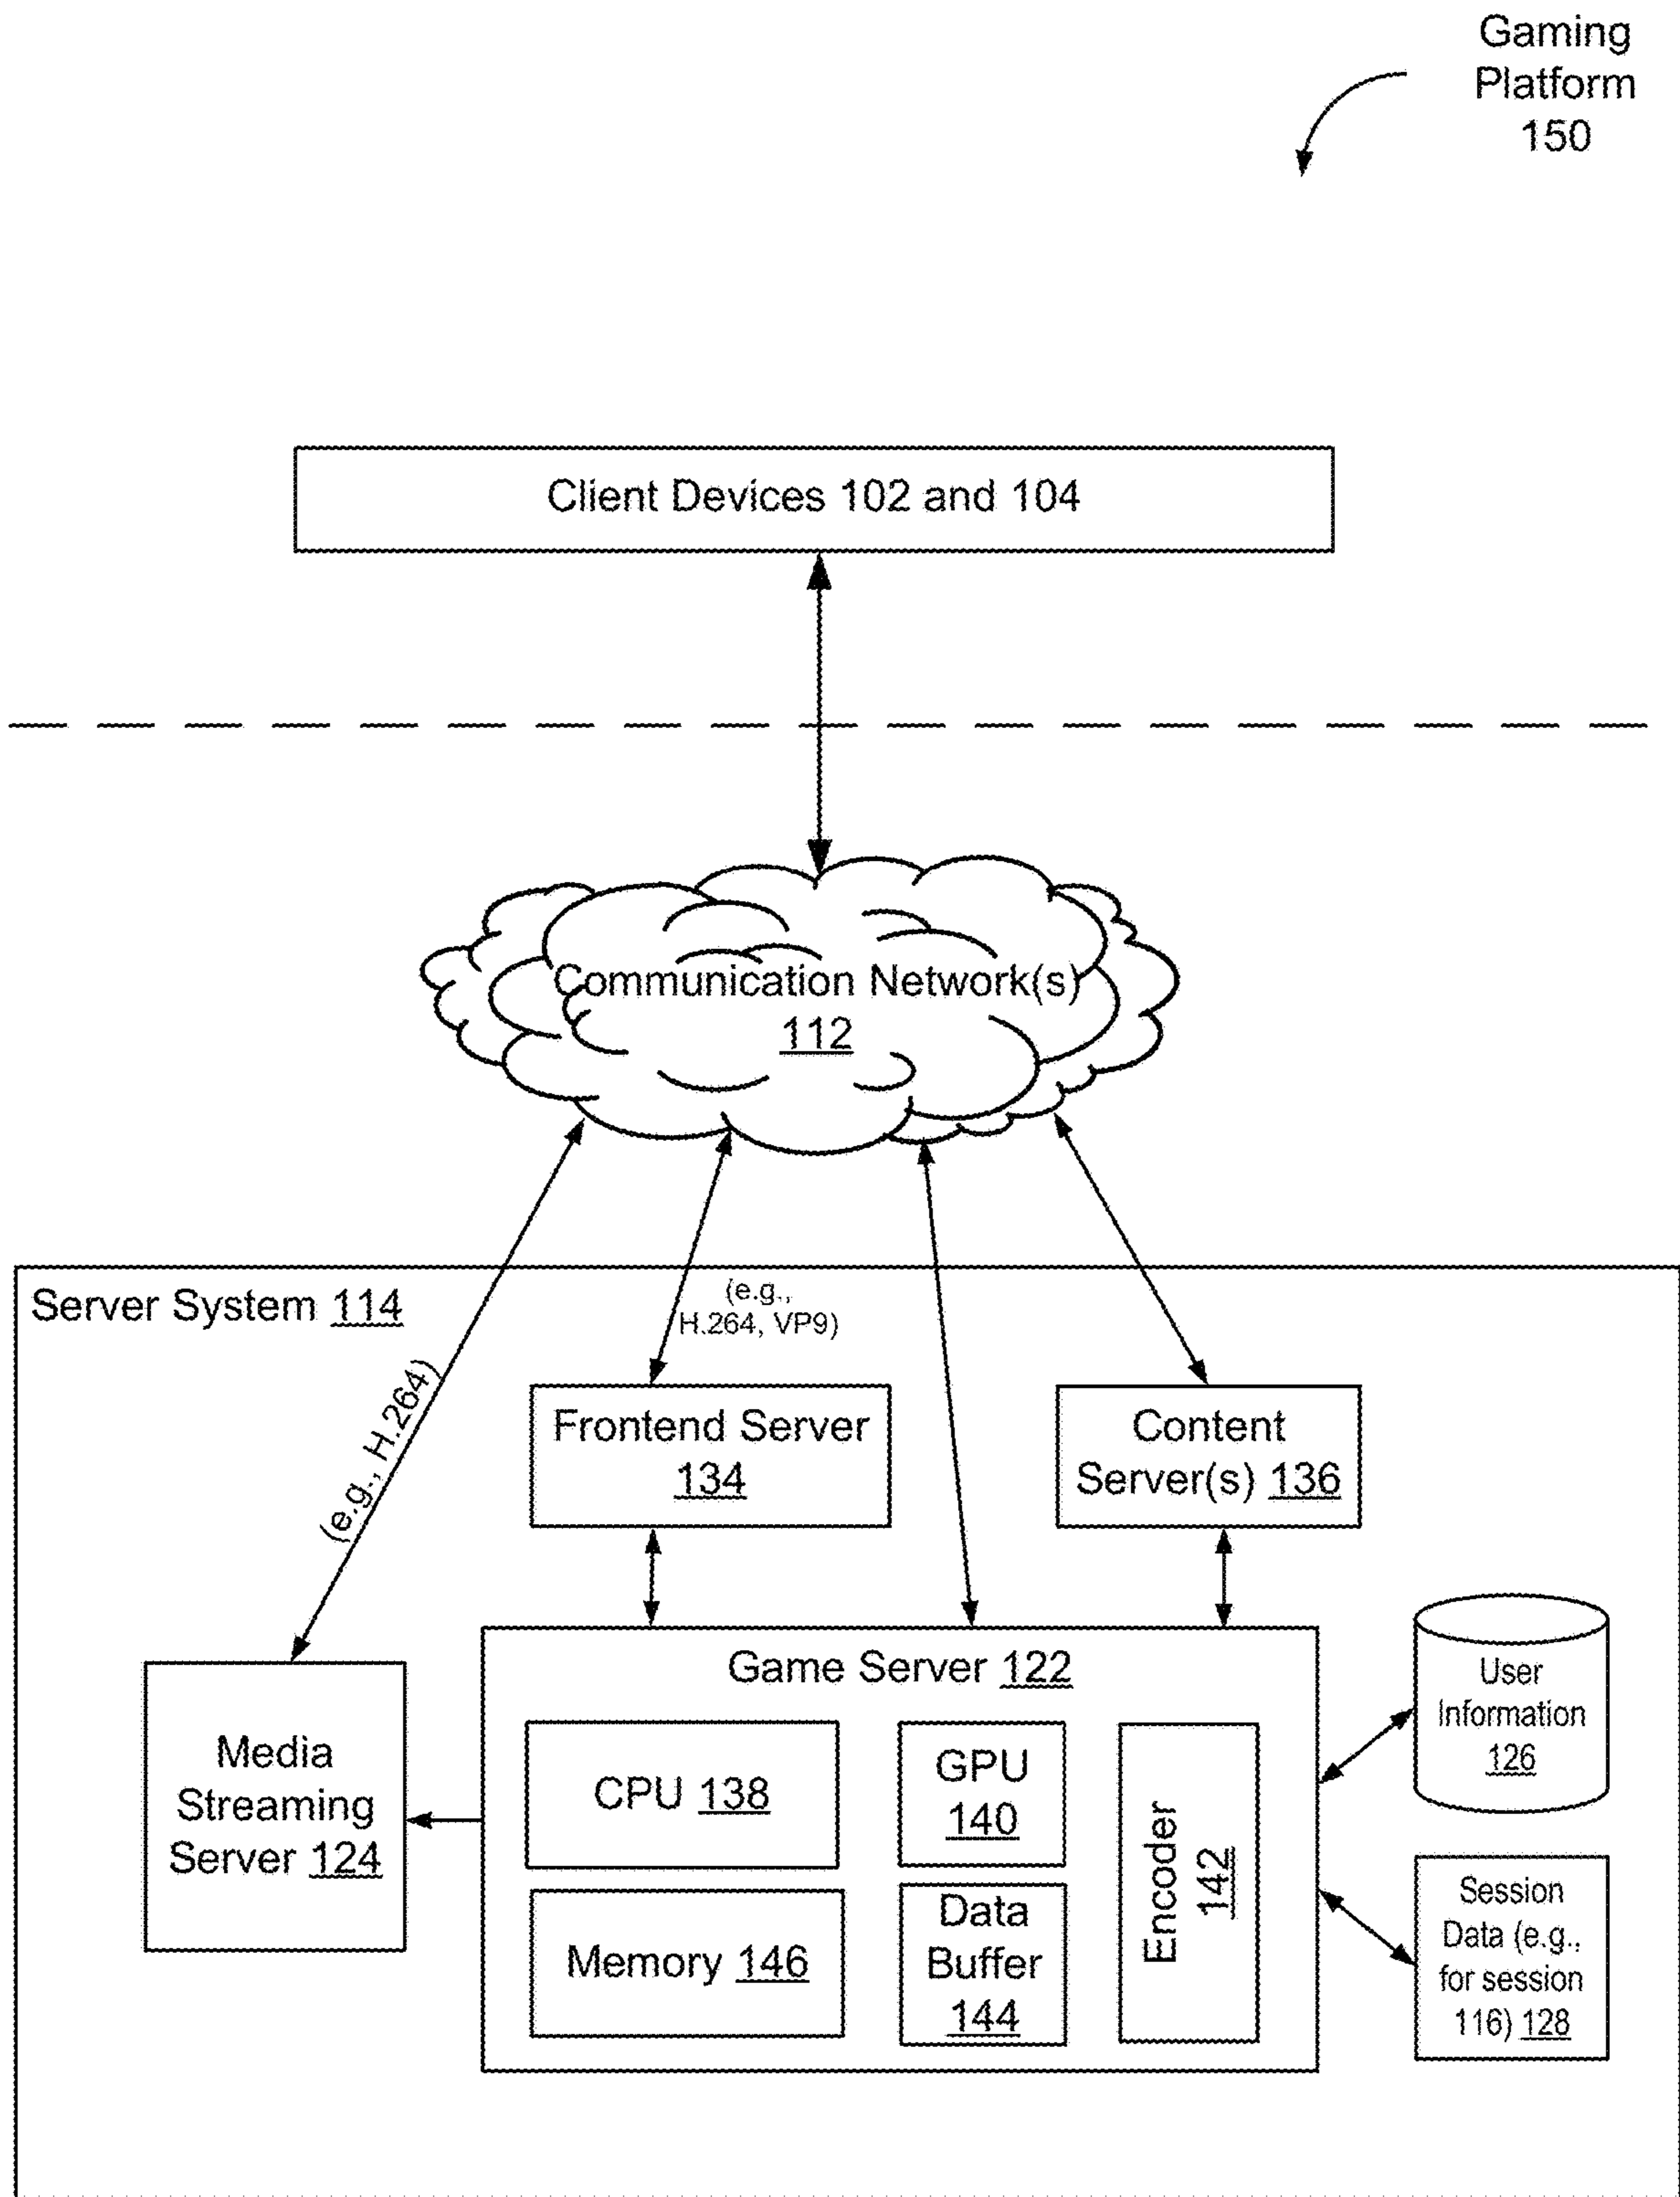 Gaming
Platform
150
Client Devices 102 and 104
Communication Network(s)
112
Server System 114
(e.g., H.264)
(e.g.,
H.264, VP9)
Frontend Server
134
Content
Server(s) 136
Media
Streaming
Server 124
Game Server 122
CPU 138
GPU
140
Encoder
142
Memory 146
Data
Buffer
144
User
Information
126
Session
Data (e.g.,
for session
116) 128